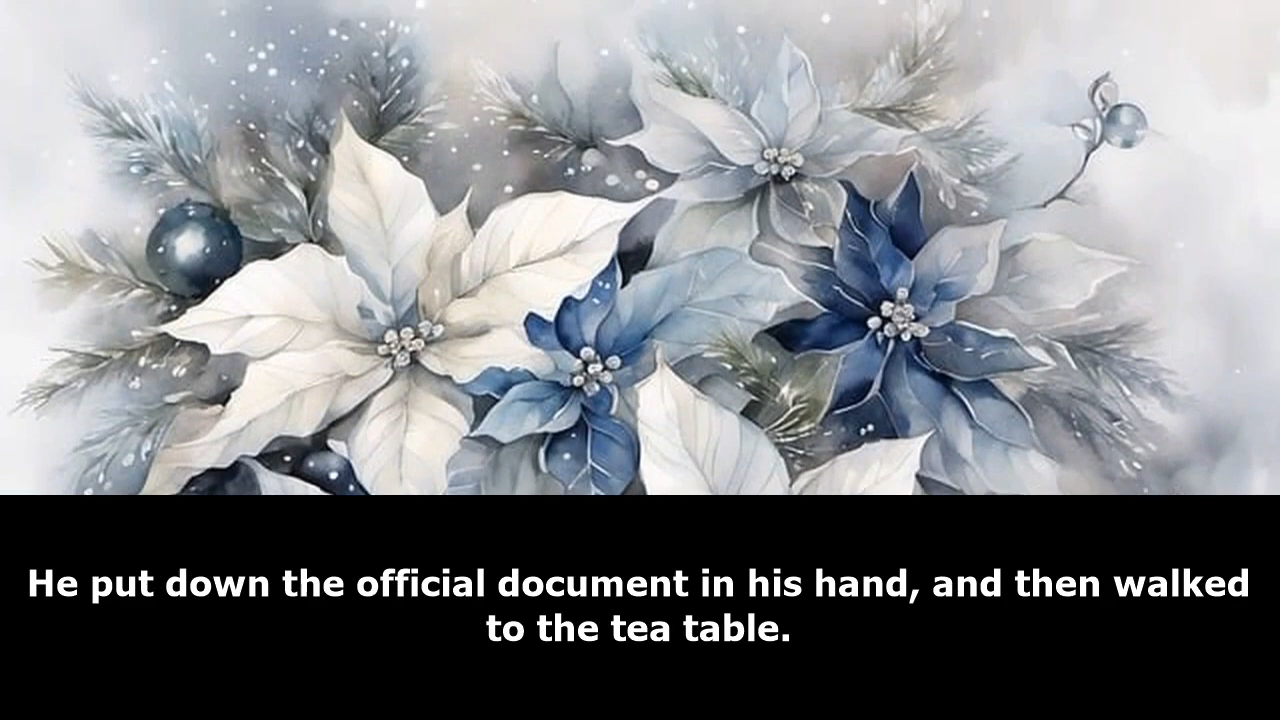 He put down the official document in his hand, and then walked
to the tea table.